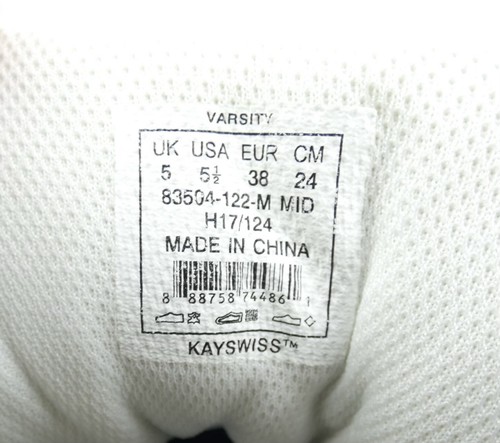 VARSITY
UK USA EUR CM
5 5½ 38 24
83504-122-M MID
H17/124
MADE IN CHINA
8 88758 74486 1
KAYSWISS™